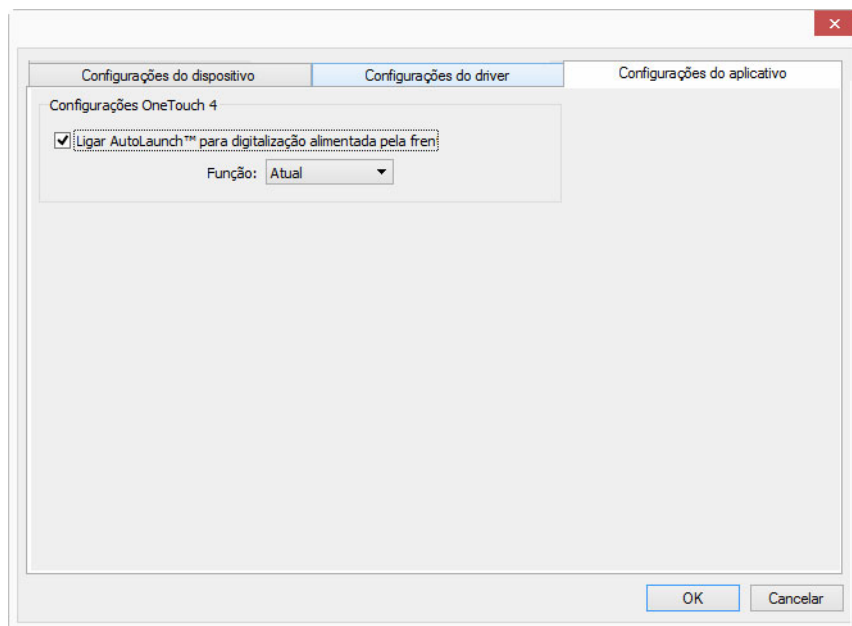 Configurações do dispositivo
Configurações do driver
Configurações do aplicativo
Configurações OneTouch 4
Ligar AutoLaunch™ para digitalização alimentada pela fren
Função: Atual
OK
Cancelar